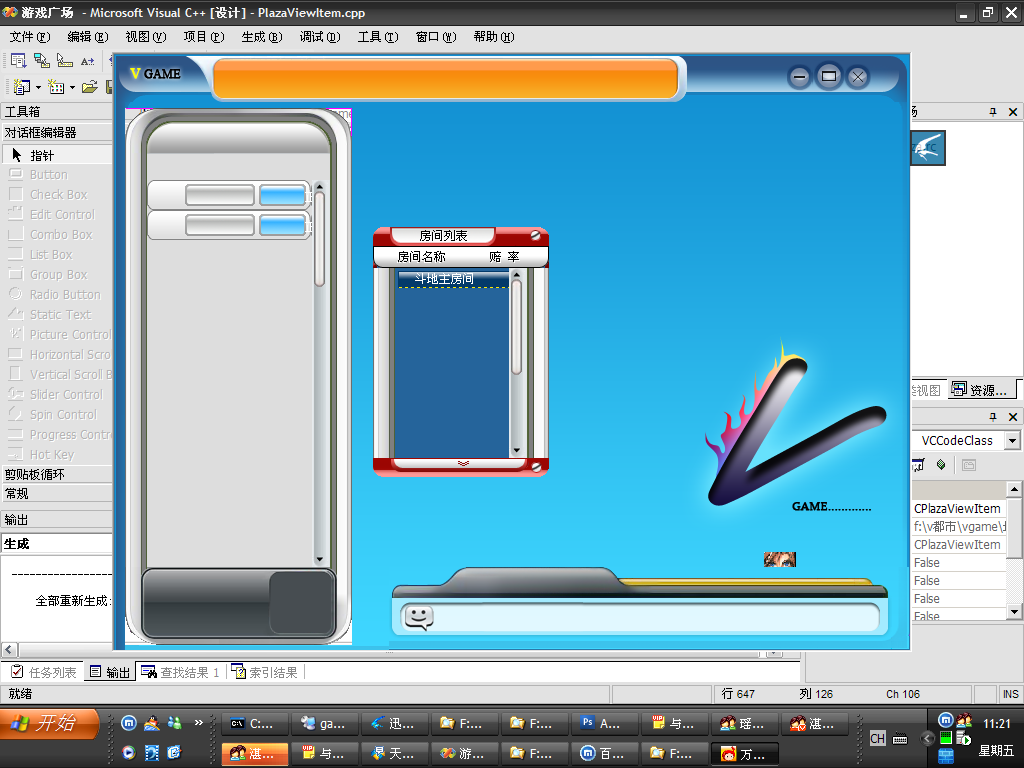 游戏广场 - Microsoft Visual C++ [设计] - PlazaViewItem.cpp
文件(F) 编辑(E) 视图(V) 项目(P) 生成(B) 调试(D) 工具(T) 窗口(W) 帮助(H)
V GAME
工具箱
对话框编辑器
指针
Button
Check Box
Edit Control
Combo Box
List Box
Group Box
Radio Button
Static Text
Picture Control
Horizontal Scro
Vertical Scroll B
Slider Control
Spin Control
Progress Contr
Hot Key
剪贴板循环
常规
输出
生成
全部重新生成:
房间列表
房间名称 赔 率
斗地主房间
GAME.............
类视图 资源...
VCCodeClass
CPlazaViewItem
f:\v都市\vgame\
CPlazaViewItem
False
False
False
False
任务列表 输出 查找结果 1 索引结果
就绪 行 647 列 126 Ch 106 INS
开始 C:... ga... 迅... F:... F:... A... 与... 瑶... 湛... CH 11:21
湛... 与... 天... 游... F:... 百... F:... 万... 星期五